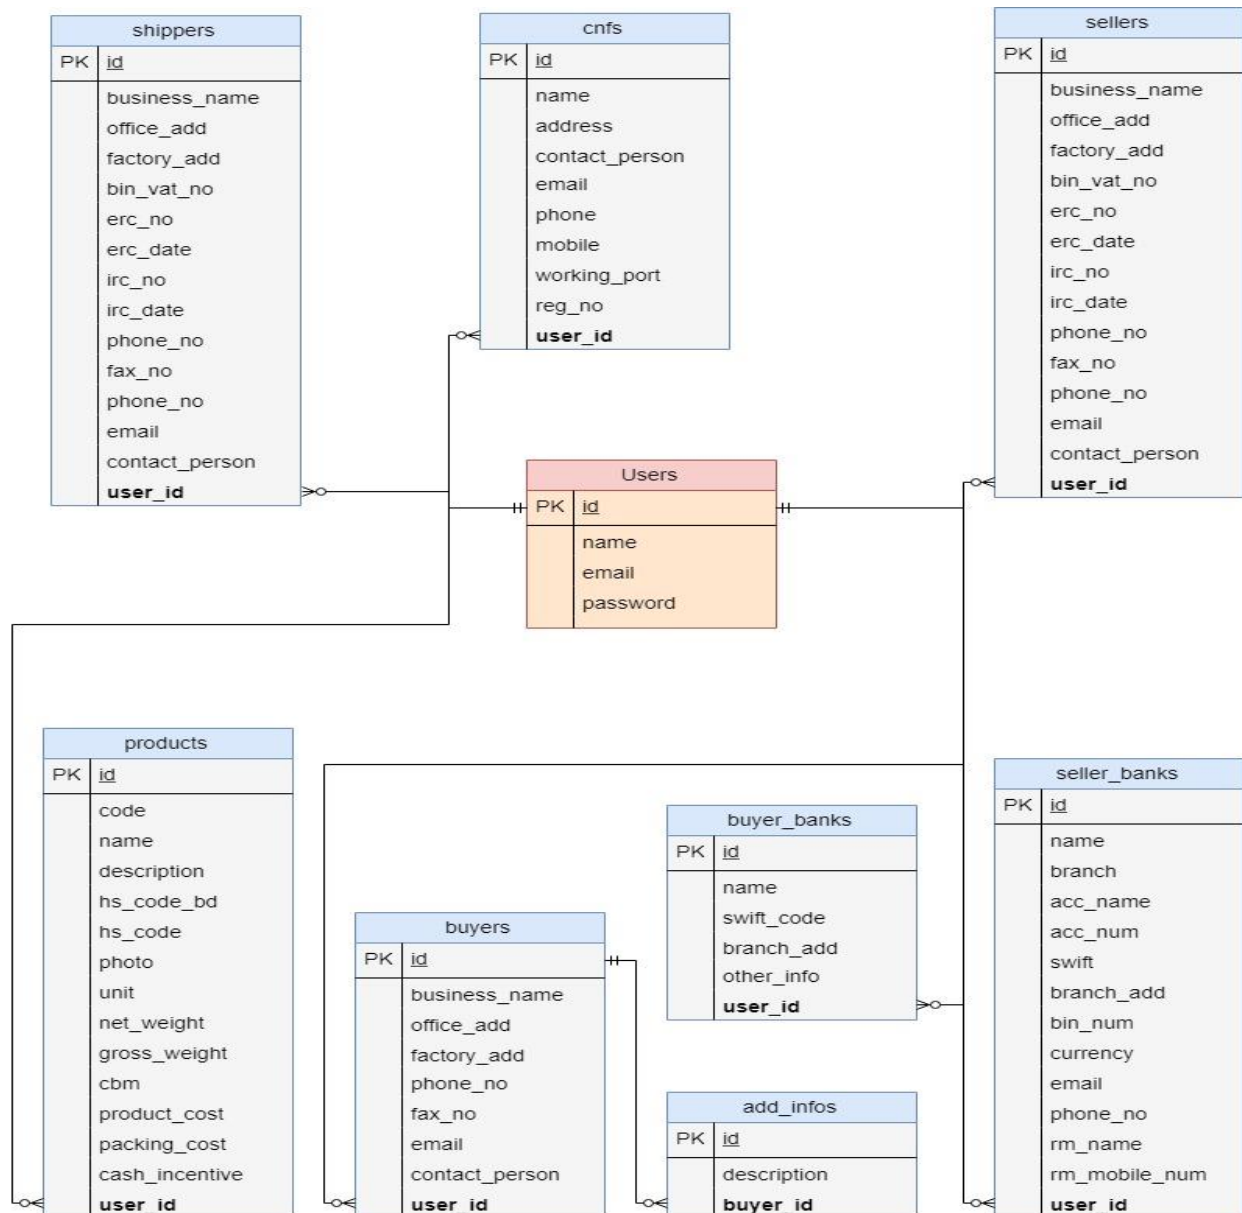 shippers
PK id
business_name
office_add
factory_add
bin_vat_no
erc_no
erc_date
irc_no
irc_date
phone_no
fax_no
phone_no
email
contact_person
user_id
cnfs
PK id
name
address
contact_person
email
phone
mobile
working_port
reg_no
user_id
sellers
PK id
business_name
office_add
factory_add
bin_vat_no
erc_no
erc_date
irc_no
irc_date
phone_no
fax_no
phone_no
email
contact_person
user_id
Users
PK id
name
email
password
products
PK id
code
name
description
hs_code_bd
hs_code
photo
unit
net_weight
gross_weight
cbm
product_cost
packing_cost
cash_incentive
user_id
buyers
PK id
business_name
office_add
factory_add
phone_no
fax_no
email
contact_person
user_id
buyer_banks
PK id
name
swift_code
branch_add
other_info
user_id
add_infos
PK id
description
buyer_id
seller_banks
PK id
name
branch
acc_name
acc_num
swift
branch_add
bin_num
currency
email
phone_no
rm_name
rm_mobile_num
user_id